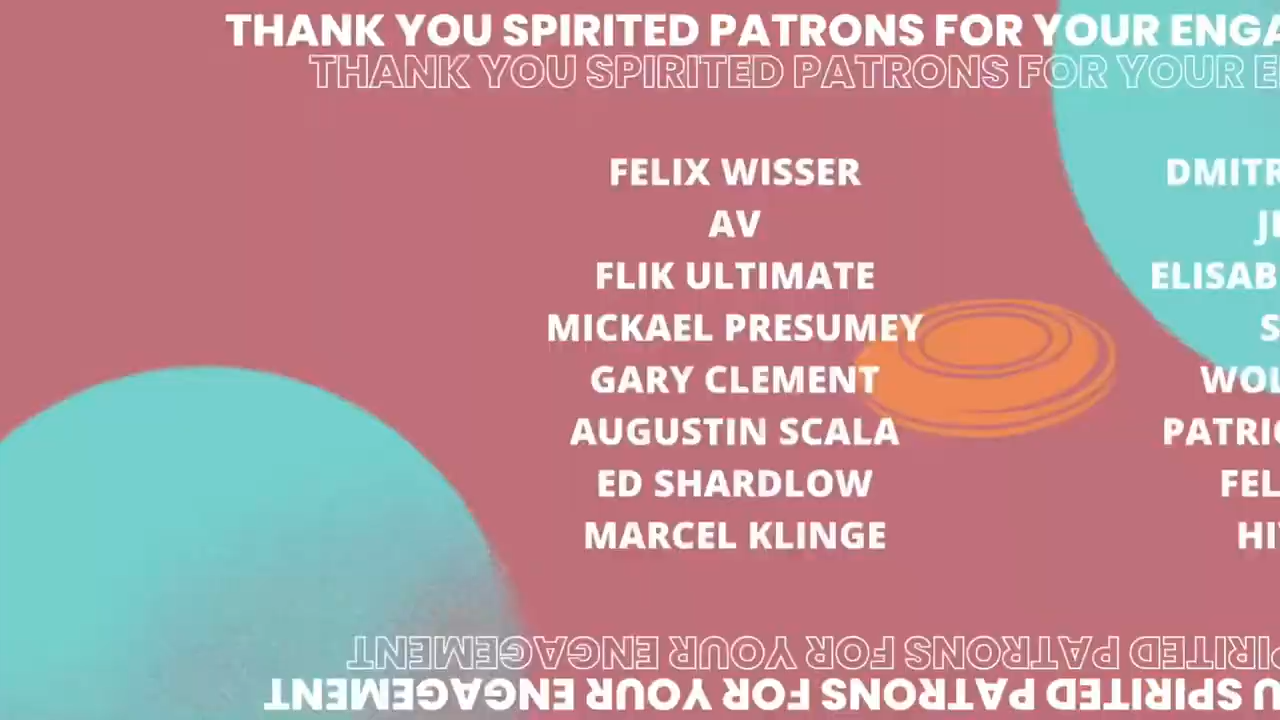 THANK YOU SPIRITED PATRONS FOR YOUR
THANK YOU SPIRITED PATRONS FOR YOUR
FELIX WISSER
AV
FLIK ULTIMATE
MICKAEL PRESUMEY
GARY CLEMENT
AUGUSTIN SCALA
ED SHARDLOW
MARCEL KLINGE
PATRONS FOR YOUR ENGAGEMENT
SPIRITED PATRONS FOR YOUR ENGAGEMENT